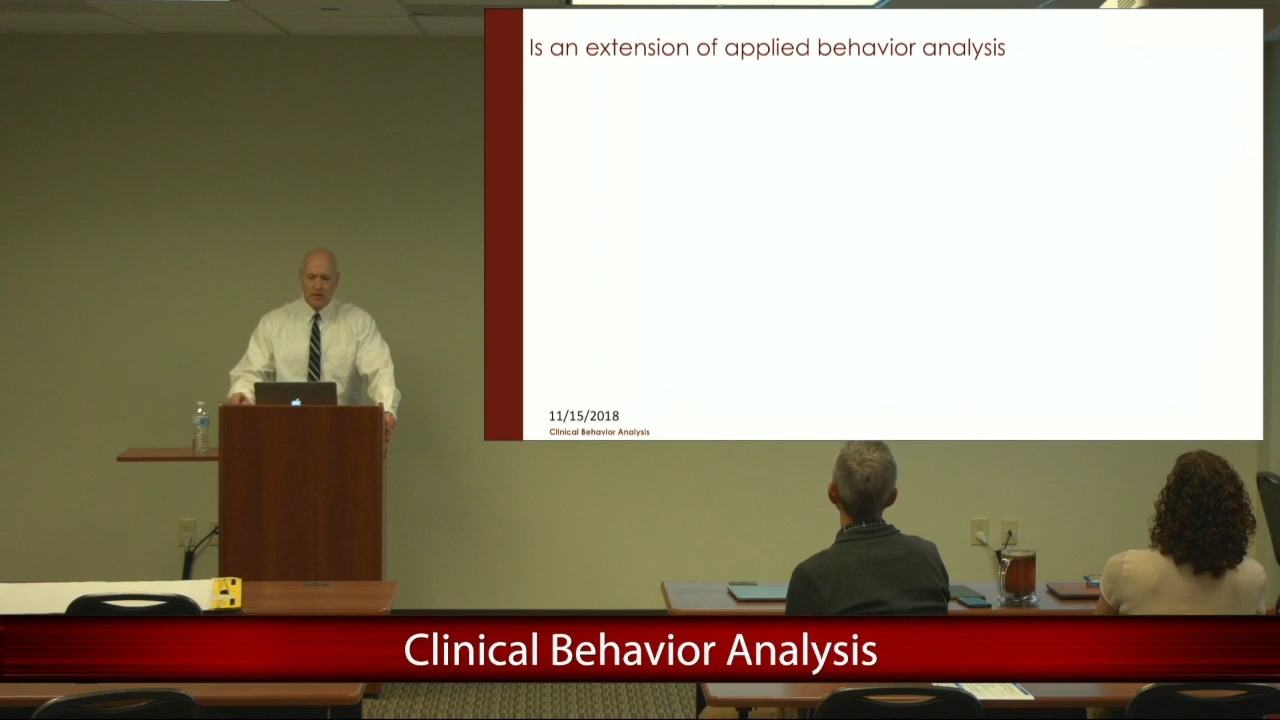 Is an extension of applied behavior analysis
11/15/2018
Clinical Behavior Analysis
Clinical Behavior Analysis